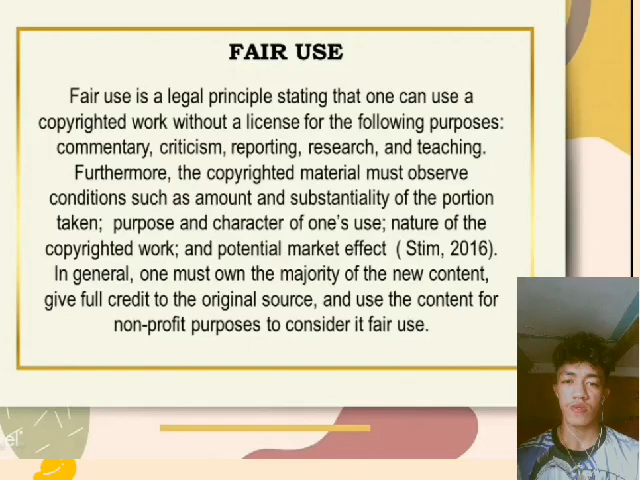 FAIR USE
Fair use is a legal principle stating that one can use a
copyrighted work without a license for the following purposes:
commentary, criticism, reporting, research, and teaching.
Furthermore, the copyrighted material must observe
conditions such as amount and substantiality of the portion
taken;  purpose and character of one's use; nature of the
copyrighted work; and potential market effect  ( Stim, 2016).
In general, one must own the majority of the new content,
give full credit to the original source, and use the content for
non-profit purposes to consider it fair use.